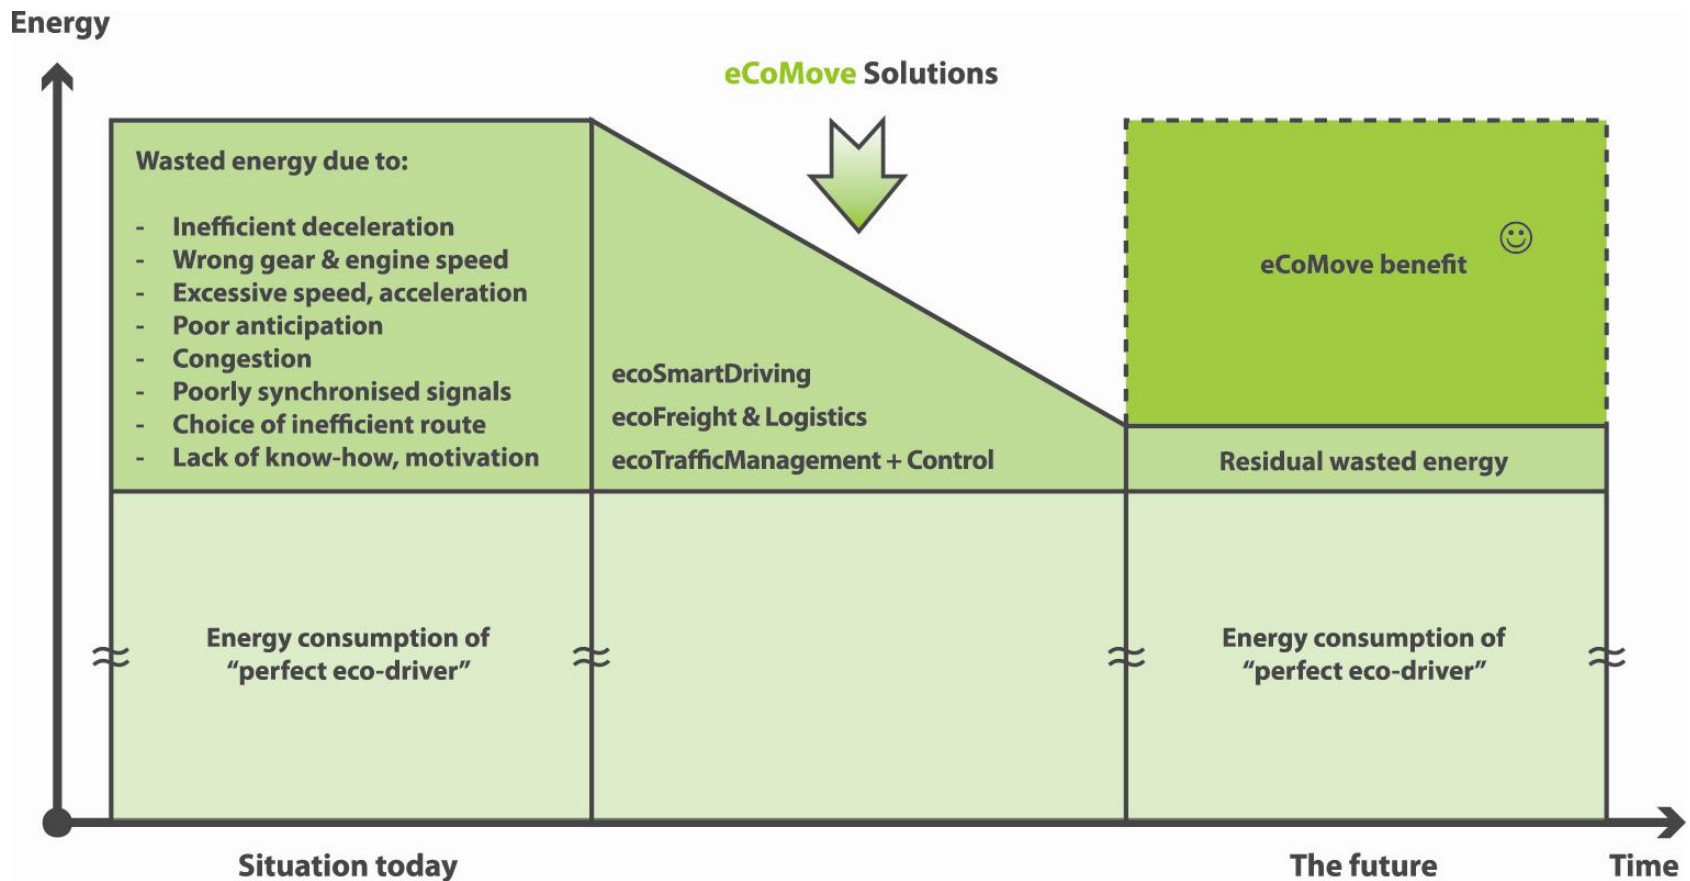 Energy
eCoMove Solutions
Wasted energy due to:
- Inefficient deceleration
- Wrong gear & engine speed
- Excessive speed, acceleration
- Poor anticipation
- Congestion
- Poorly synchronised signals
- Choice of inefficient route
- Lack of know-how, motivation
ecoSmartDriving
ecoFreight & Logistics
ecoTrafficManagement + Control
eCoMove benefit
Residual wasted energy
Energy consumption of
“perfect eco-driver”
Energy consumption of
“perfect eco-driver”
Situation today
The future
Time